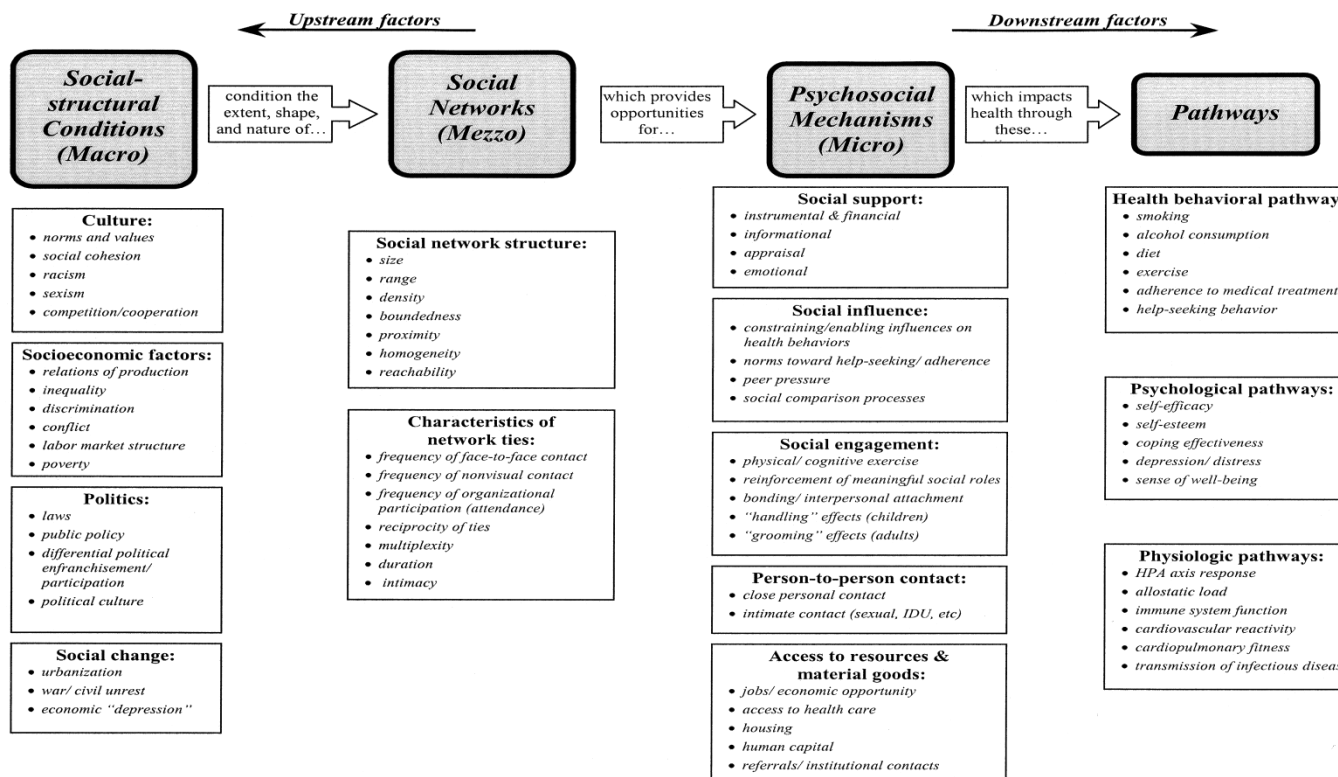 Upstream factors
Downstream factors
Social-
structural
Conditions
(Macro)
condition the
extent, shape,
and nature of…
Social
Networks
(Mezzo)
which provides
opportunities
for…
Psychosocial
Mechanisms
(Micro)
which impacts
health through
these…
Pathways
Culture:
• norms and values
• social cohesion
• racism
• sexism
• competition/cooperation
Socioeconomic factors:
• relations of production
• inequality
• discrimination
• conflict
• labor market structure
• poverty
Politics:
• laws
• public policy
• differential political
enfranchisement/
participation
• political culture
Social change:
• urbanization
• war/ civil unrest
• economic “depression”
Social network structure:
• size
• range
• density
• boundedness
• proximity
• homogeneity
• reachability
Characteristics of
network ties:
• frequency of face-to-face contact
• frequency of nonvisual contact
• frequency of organizational
participation (attendance)
• reciprocity of ties
• multiplexity
• duration
• intimacy
Social support:
• instrumental & financial
• informational
• appraisal
• emotional
Social influence:
• constraining/enabling influences on
health behaviors
• norms toward help-seeking/ adherence
• peer pressure
• social comparison processes
Social engagement:
• physical/ cognitive exercise
• reinforcement of meaningful social roles
• bonding/ interpersonal attachment
• “handling” effects (children)
• “grooming” effects (adults)
Person-to-person contact:
• close personal contact
• intimate contact (sexual, IDU, etc)
Access to resources &
material goods:
• jobs/ economic opportunity
• access to health care
• housing
• human capital
• referrals/ institutional contacts
Health behavioral pathway
• smoking
• alcohol consumption
• diet
• exercise
• adherence to medical treatment
• help-seeking behavior
Psychological pathways:
• self-efficacy
• self-esteem
• coping effectiveness
• depression/ distress
• sense of well-being
Physiologic pathways:
• HPA axis response
• allostatic load
• immune system function
• cardiovascular reactivity
• cardiopulmonary fitness
• transmission of infectious diseas